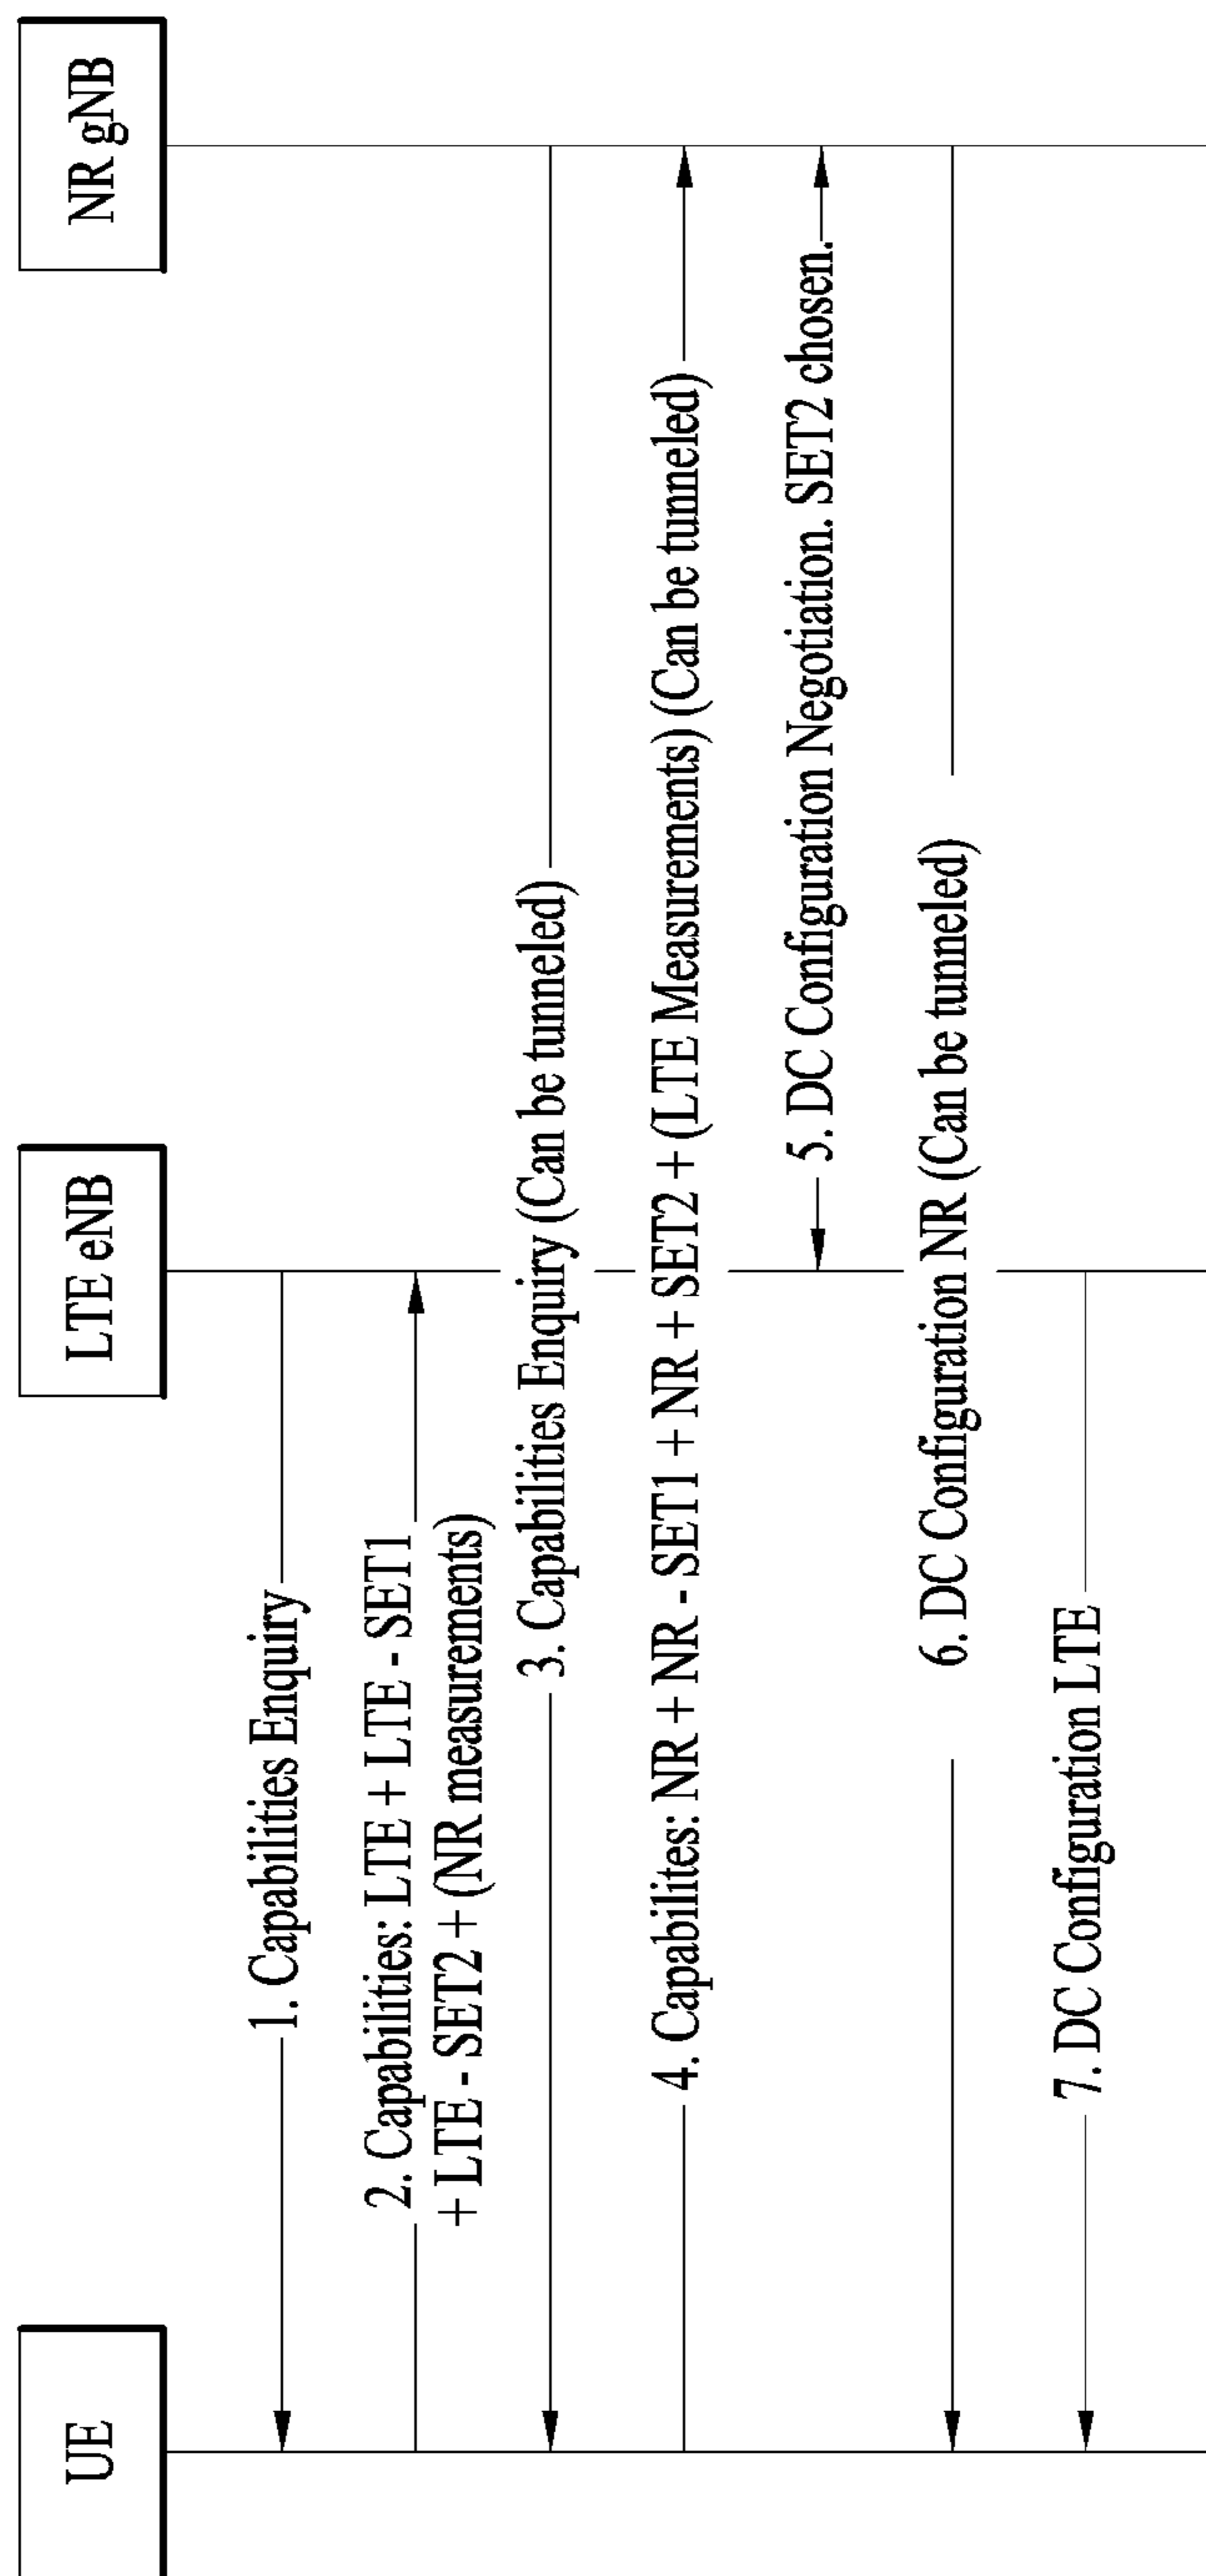 UE
LTE eNB
NR gNB
1. Capabilities Enquiry
2. Capabilities: LTE + LTE - SET1
+ LTE - SET2 + (NR measurements)
3. Capabilities Enquiry (Can be tunneled)
4. Capabilites: NR + NR - SET1 + NR + SET2 + (LTE Measurements) (Can be tunneled)
5. DC Configuration Negotiation. SET2 chosen.
6. DC Configuration NR (Can be tunneled)
7. DC Configuration LTE